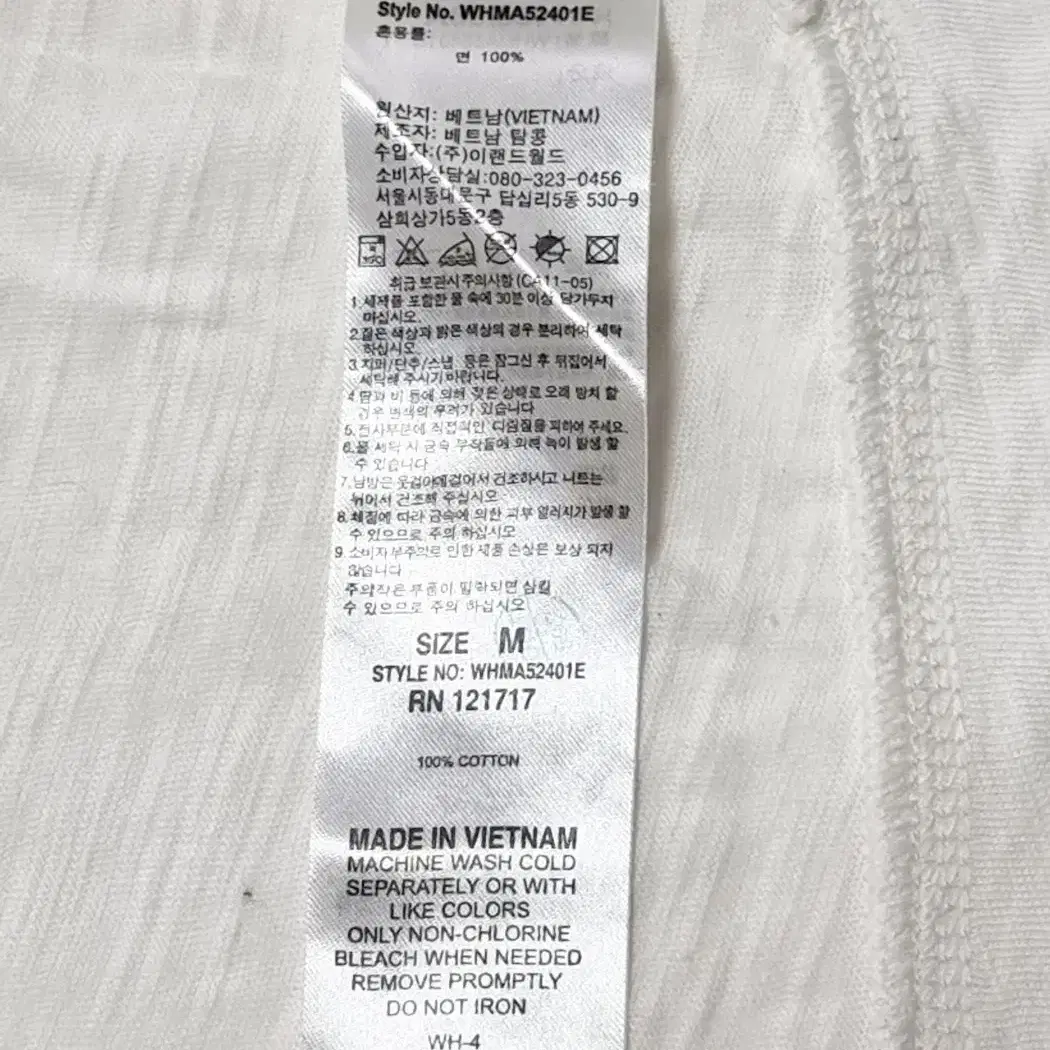 Style No. WHMA52401E
혼용률:
면 100%
원산지: 베트남(VIETNAM)
제조자: 베트남 탐콩
수입자:(주)이랜드월드
소비자상담실:080-323-0456
서울시동대문구 답십리5동 530-9
삼희상가5동2층
취급 보관시 주의사항 (CA11-05)
1.세제를 포함한 물 속에 30분 이상 담가두지
마십시오.
2.짙은 색상과 밝은 색상의 경우 분리하여 세탁
하십시오.
3.지퍼/단추/스냅 등은 잠그신 후 뒤집어서
세탁해 주시기 바랍니다.
4.땀과 비 등에 의해 젖은 상태로 오래 방치 할
경우 변색의 우려가 있습니다
5.전사부분에 직접적인 다림질을 피하여 주세요.
6.물 세탁 시 금속 부착물에 의해 녹이 발생 할
수 있습니다
7.남방은 옷걸이에걸어서 건조하시고 니트는
뉘어서 건조해 주십시오
8.체질에 따라 금속에 의한 피부 알러지가 발생 할
수 있으므로 주의 하십시오
9.소비자 부주의로 인한 제품 손상은 보상 되지
않습니다
주의작은 부품이 탈락되면 삼킬
수 있으므로 주의 하십시오
SIZE M
STYLE NO: WHMA52401E
RN 121717
100% COTTON
MADE IN VIETNAM
MACHINE WASH COLD
SEPARATELY OR WITH
LIKE COLORS
ONLY NON-CHLORINE
BLEACH WHEN NEEDED
REMOVE PROMPTLY
DO NOT IRON
WH-4